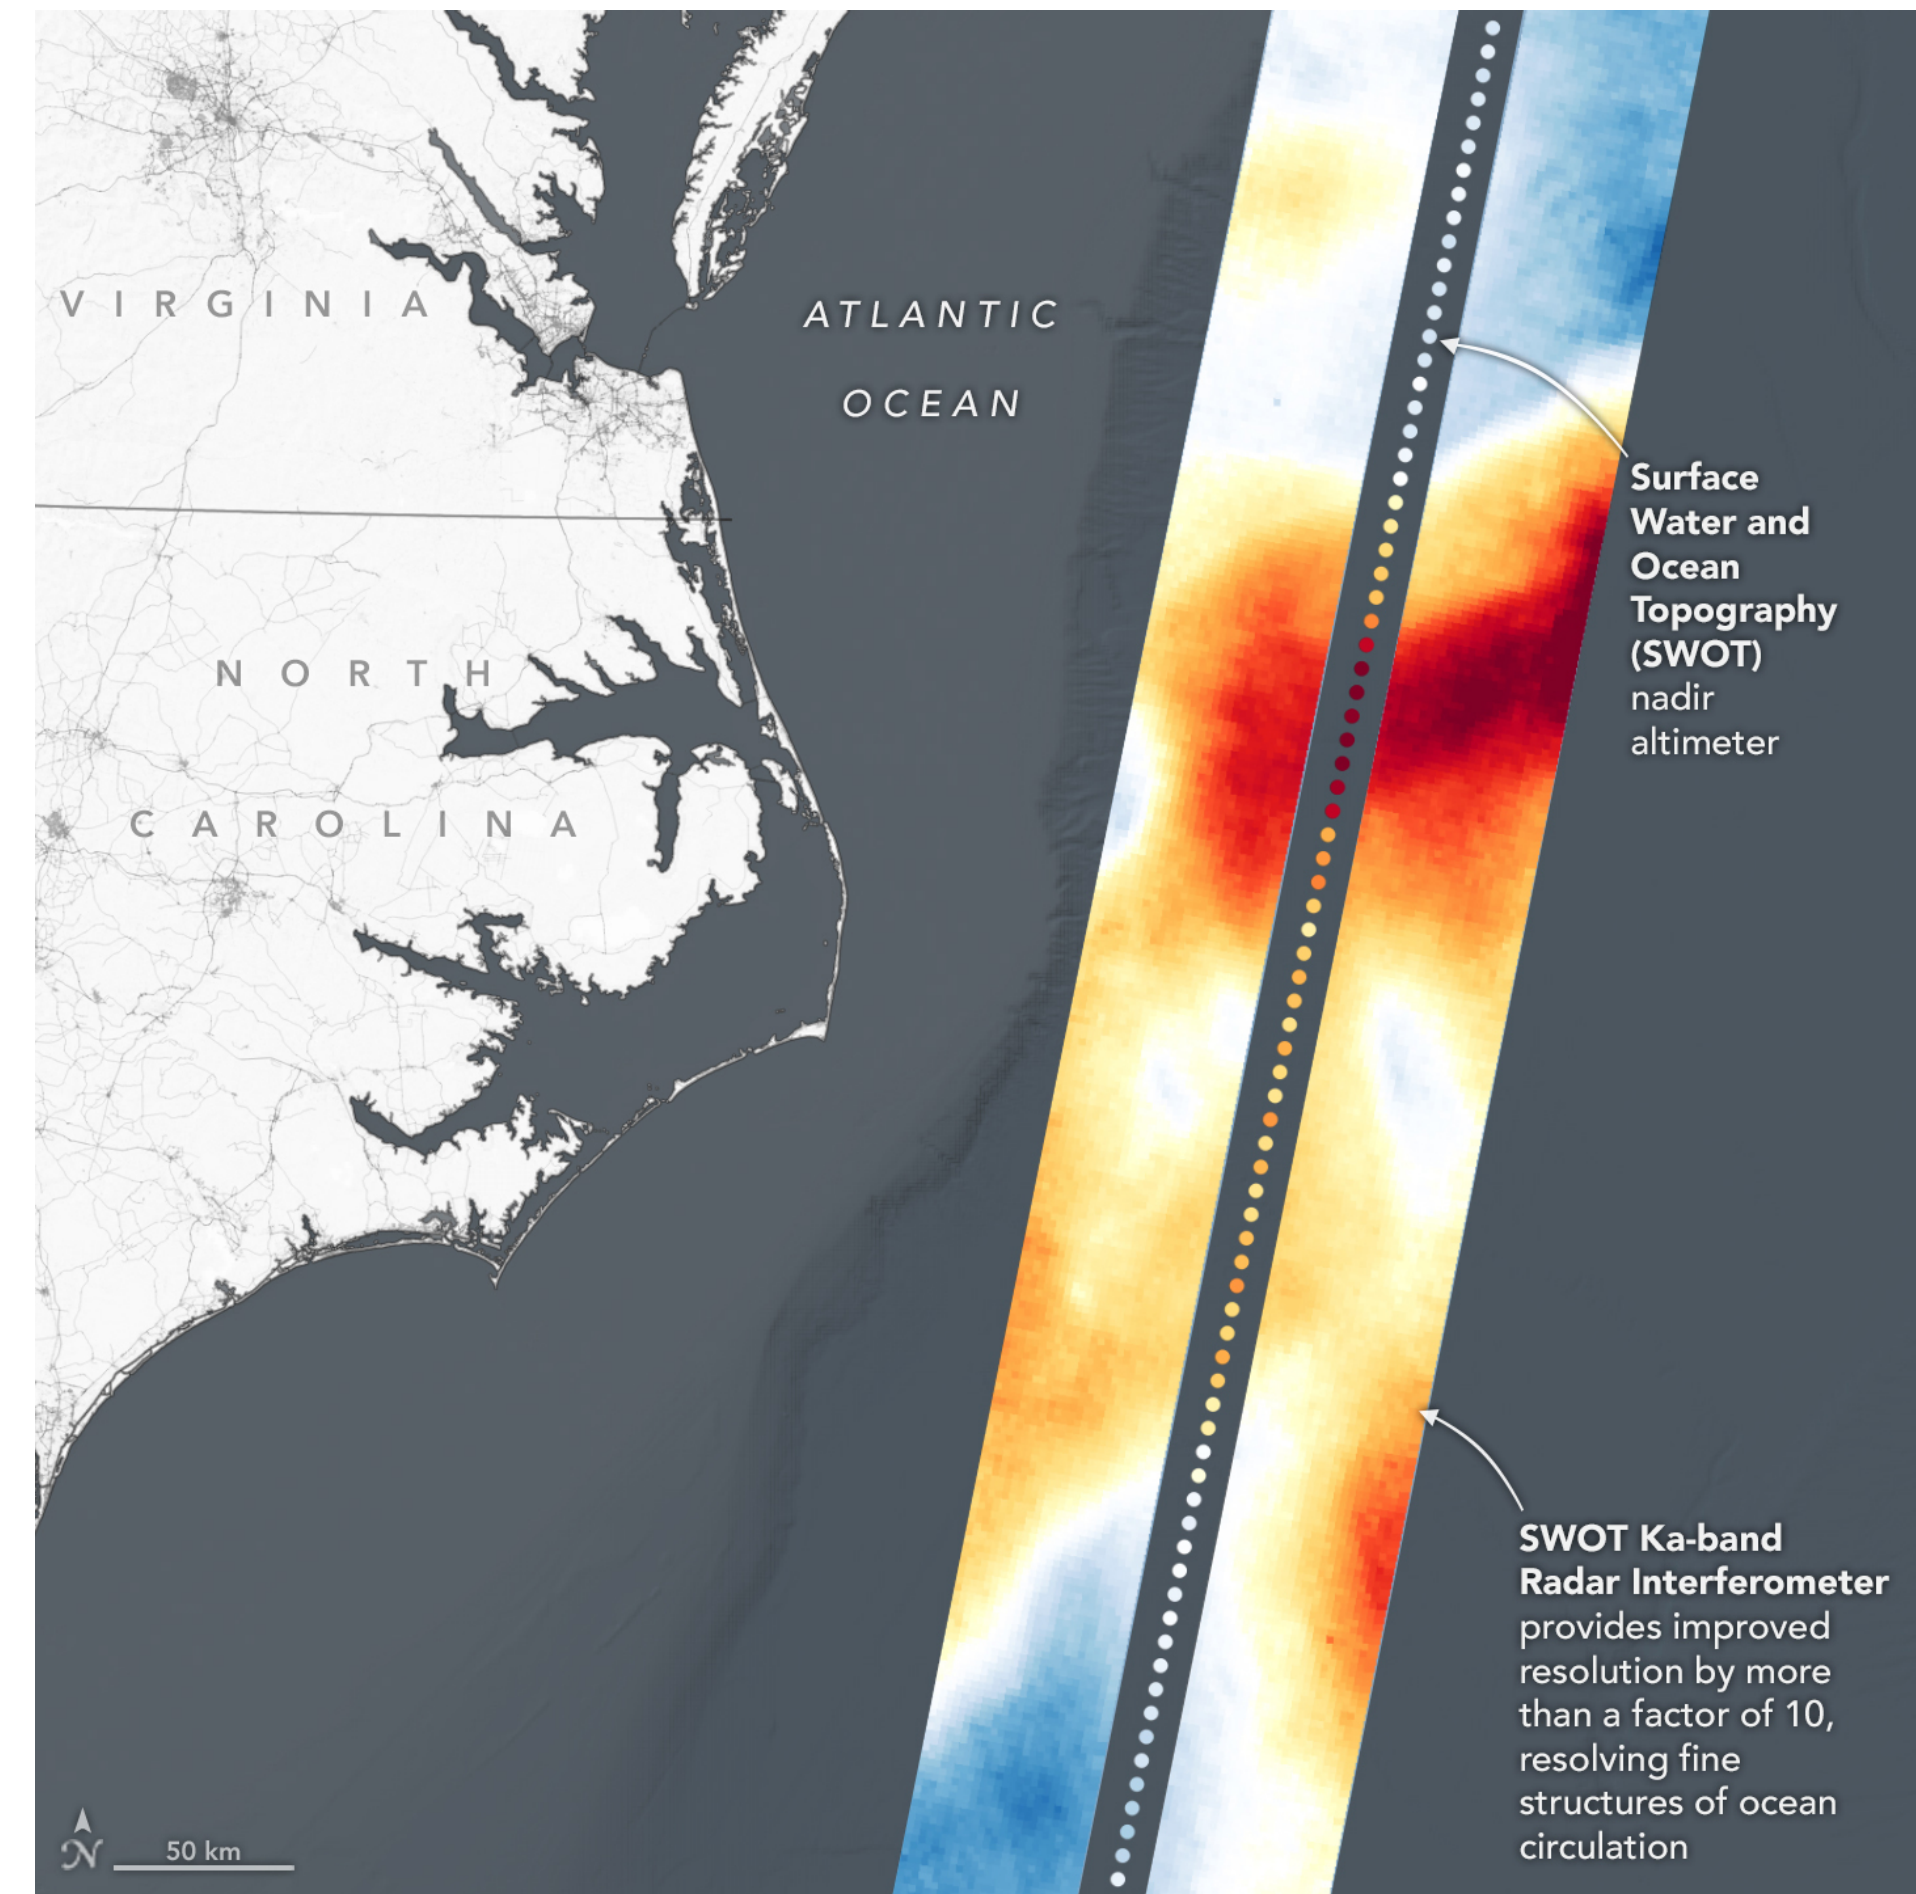 VIRGINIA
ATLANTIC
OCEAN
NORTH
CAROLINA
Surface
Water and
Ocean
Topography
(SWOT)
nadir
altimeter
SWOT Ka-band
Radar Interferometer
provides improved
resolution by more
than a factor of 10,
resolving fine
structures of ocean
circulation
N
50 km